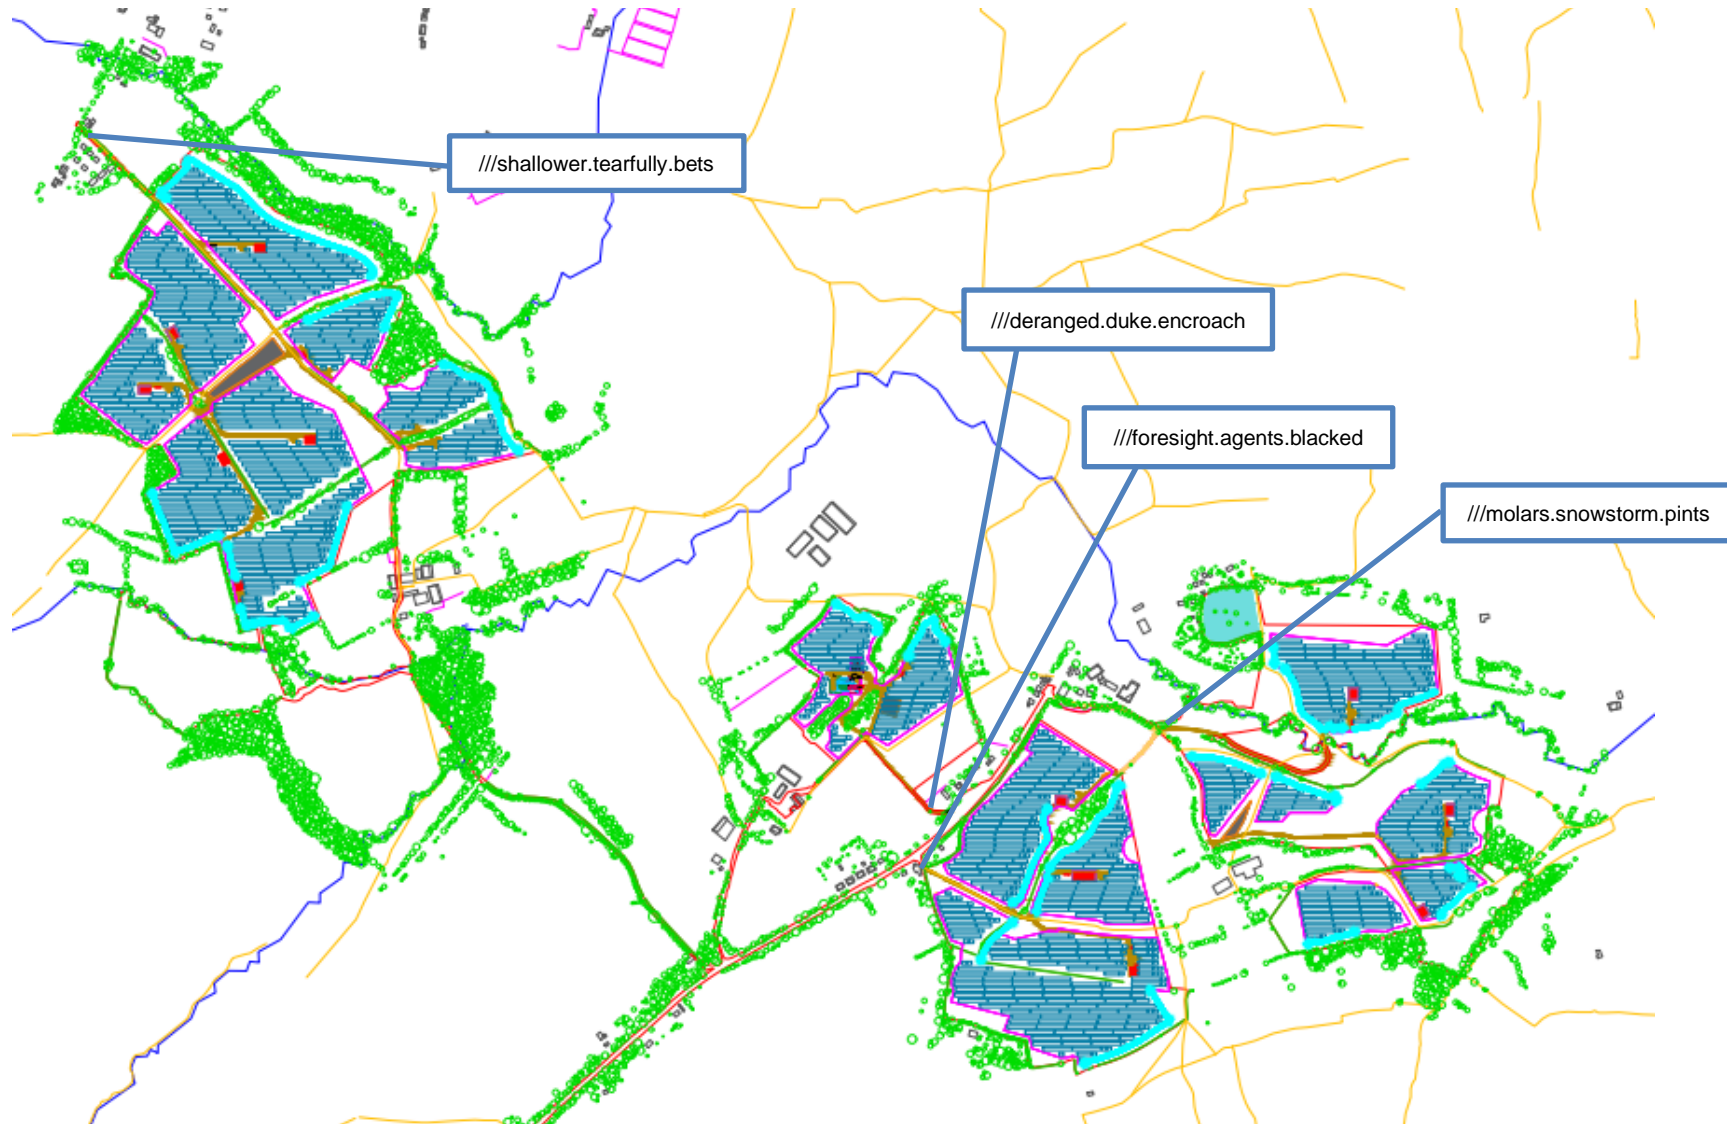 ///shallower.tearfully.bets
///deranged.duke.encroach
///foresight.agents.blacked
///molars.snowstorm.pints